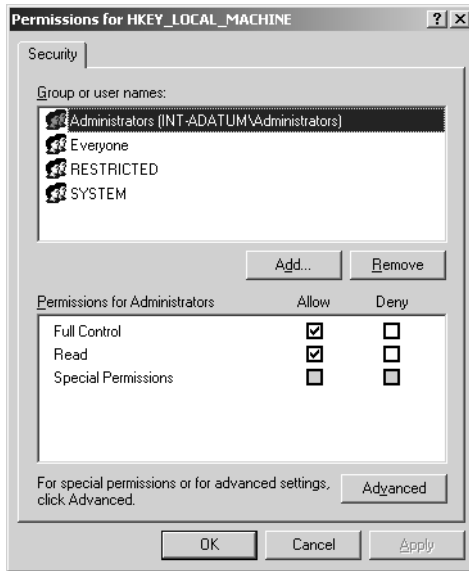 Permissions for HKEY_LOCAL_MACHINE
Security
Group or user names:
Administrators (INT-ADATUM\Administrators)
Everyone
RESTRICTED
SYSTEM
Add... Remove
Permissions for Administrators Allow Deny
Full Control
Read
Special Permissions
For special permissions or for advanced settings,
click Advanced.
Advanced
OK Cancel Apply